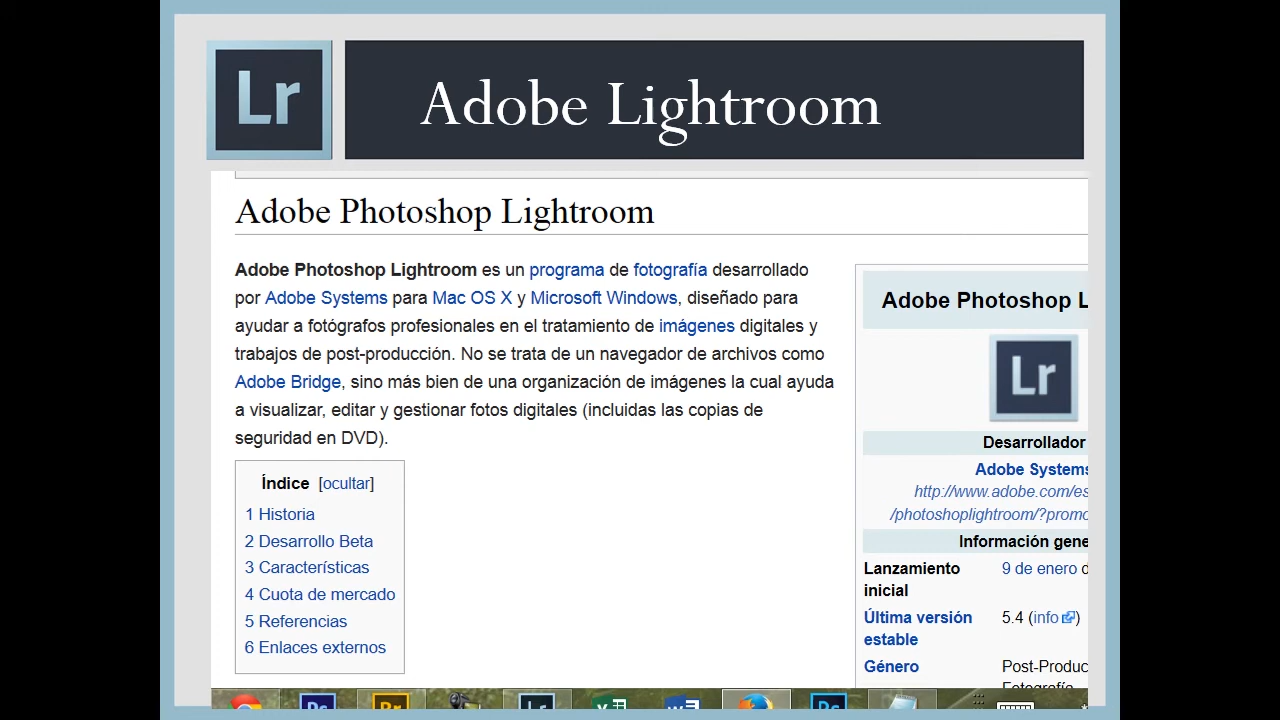 Lr
Adobe Lightroom
Adobe Photoshop Lightroom
Adobe Photoshop Lightroom es un programa de fotografía desarrollado
por Adobe Systems para Mac OS X y Microsoft Windows, diseñado para
ayudar a fotógrafos profesionales en el tratamiento de imágenes digitales y
trabajos de post-producción. No se trata de un navegador de archivos como
Adobe Bridge, sino más bien de una organización de imágenes la cual ayuda
a visualizar, editar y gestionar fotos digitales (incluidas las copias de
seguridad en DVD).
Índice [ocultar]
1 Historia
2 Desarrollo Beta
3 Características
4 Cuota de mercado
5 Referencias
6 Enlaces externos
Adobe Photoshop L
Lr
Desarrollador
Adobe Systems
http://www.adobe.com/es
/photoshoplightroom/?promo
Información gene
Lanzamiento 9 de enero d
inicial
Última versión 5.4 (info)
estable
Género Post-Produc
Fotografía